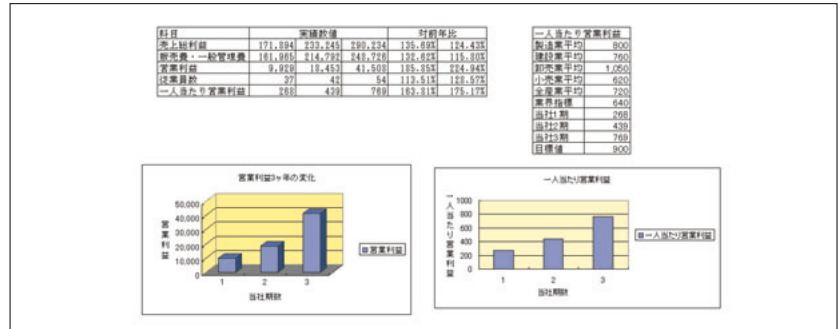 科目 実績数値 対前年比
売上総利益 171,894 233,245 290,234 135.69% 124.43%
販売費・一般管理費 161,965 214,792 248,726 132.62% 115.80%
営業利益 9,929 18,453 41,508 185.85% 224.94%
従業員数 37 42 54 113.51% 128.57%
一人当たり営業利益 268 439 769 163.81% 175.17%
一人当たり営業利益
製造業平均 800
建設業平均 760
卸売業平均 1,050
小売業平均 620
全産業平均 720
業界指標 640
当社1期 268
当社2期 439
当社3期 769
目標値 900
営業利益3ヶ年の変化
営業利益
50,000
40,000
30,000
20,000
10,000
0
1 2 3
当社期数
営業利益
一人当たり営業利益
一人当たり営業利益
1000
800
600
400
200
0
1 2 3
当社期数
一人当たり営業利益